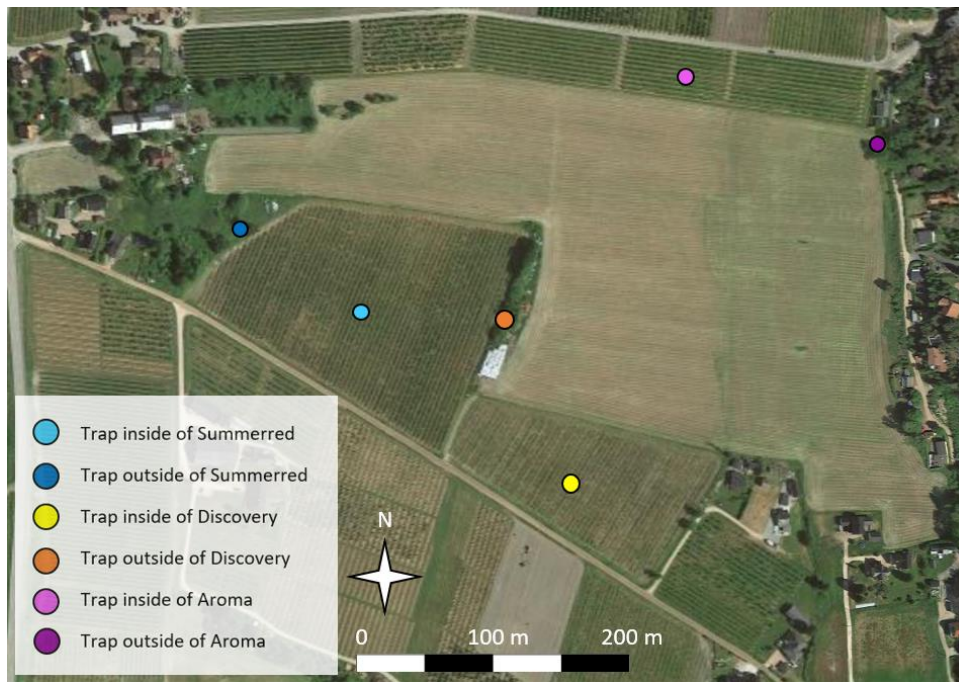 Trap inside of Summerred
Trap outside of Summerred
Trap inside of Discovery
Trap outside of Discovery
Trap inside of Aroma
Trap outside of Aroma
N
0 100 m 200 m